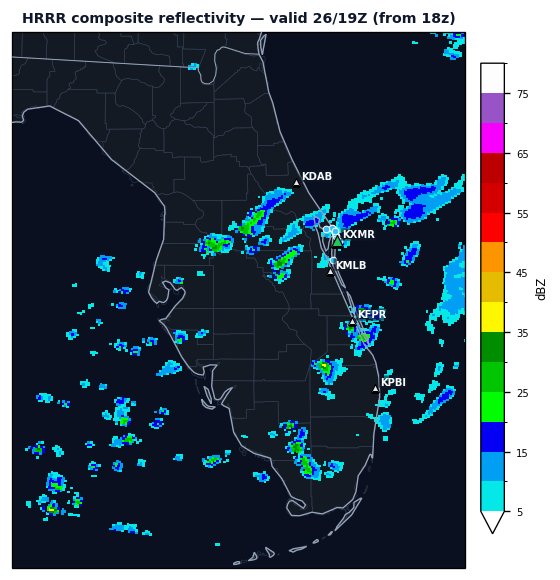 HRRR composite reflectivity — valid 26/19Z (from 18z)
KDAB
KXMR
KMLB
KFPR
KPBI
75
65
55
45
35
25
15
5
dBZ